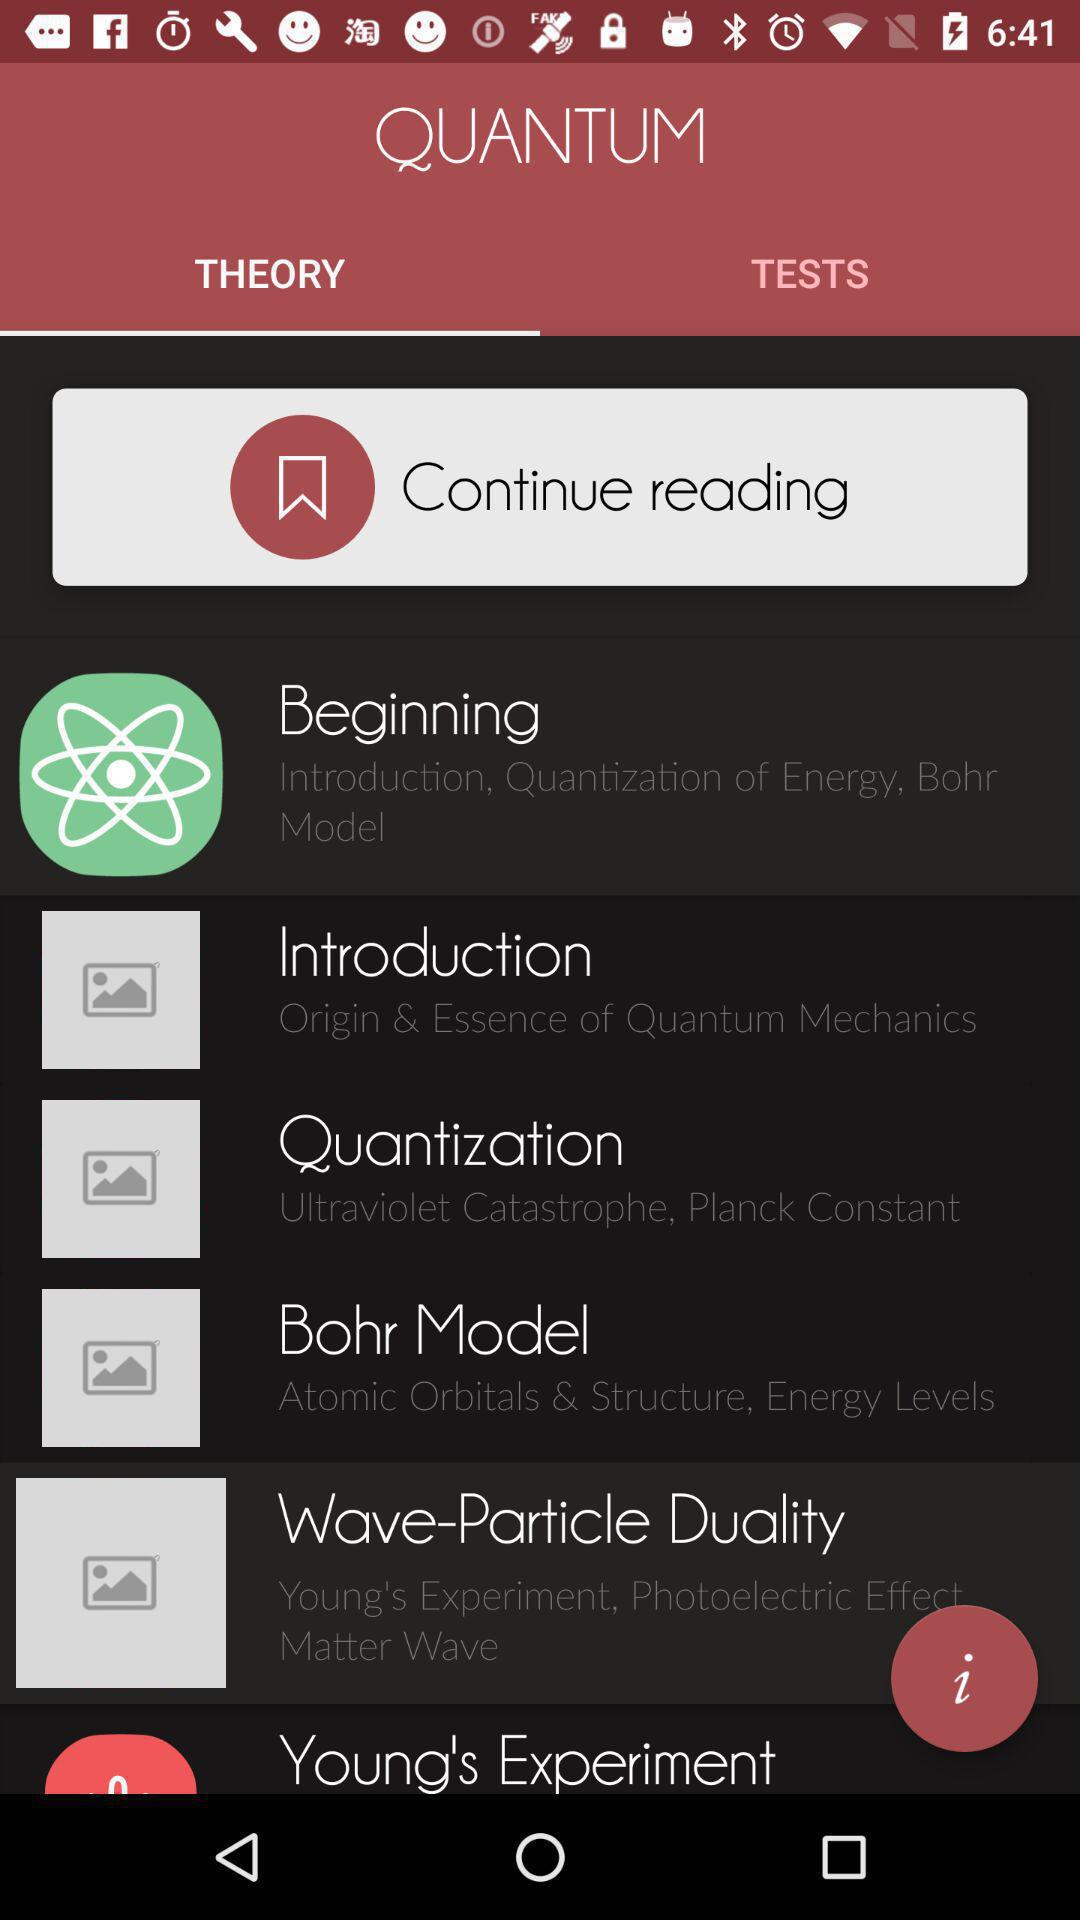 FAKE 淘 6:41
QUANTUM
THEORY TESTS
Continue reading
Beginning
Introduction, Quantization of Energy, Bohr
Model
Introduction
Origin & Essence of Quantum Mechanics
Quantization
Ultraviolet Catastrophe, Planck Constant
Bohr Model
Atomic Orbitals & Structure, Energy Levels
Wave-Particle Duality
Young's Experiment, Photoelectric Effect
Matter Wave
i
Young's Experiment